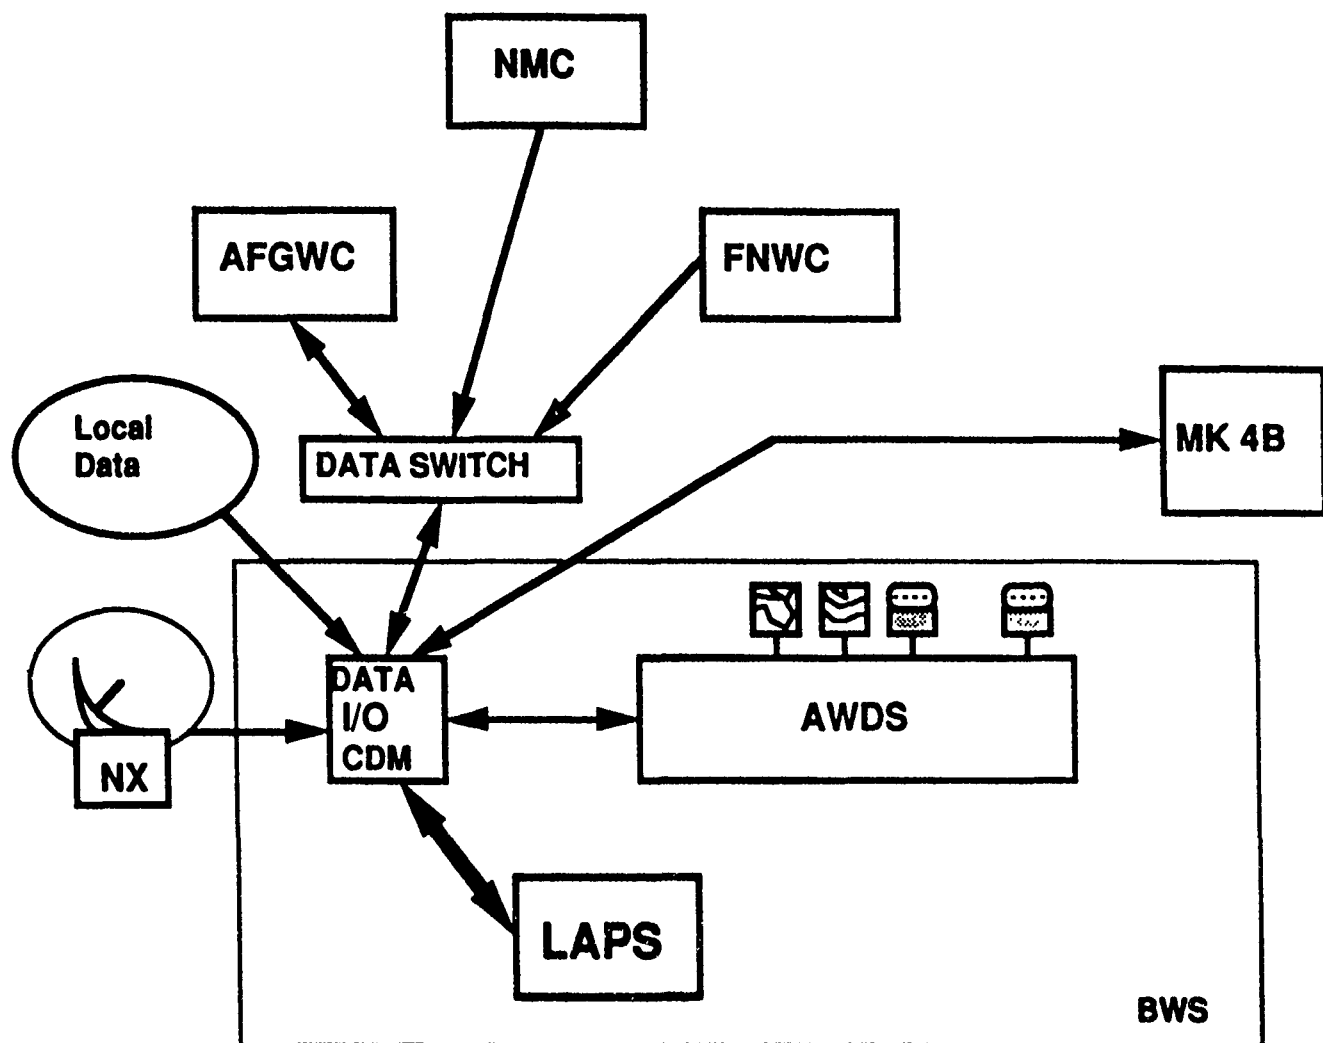 NMC
AFGWC
FNWC
Local
Data
DATA SWITCH
MK 4B
DATA
I/O
CDM
AWDS
NX
LAPS
BWS